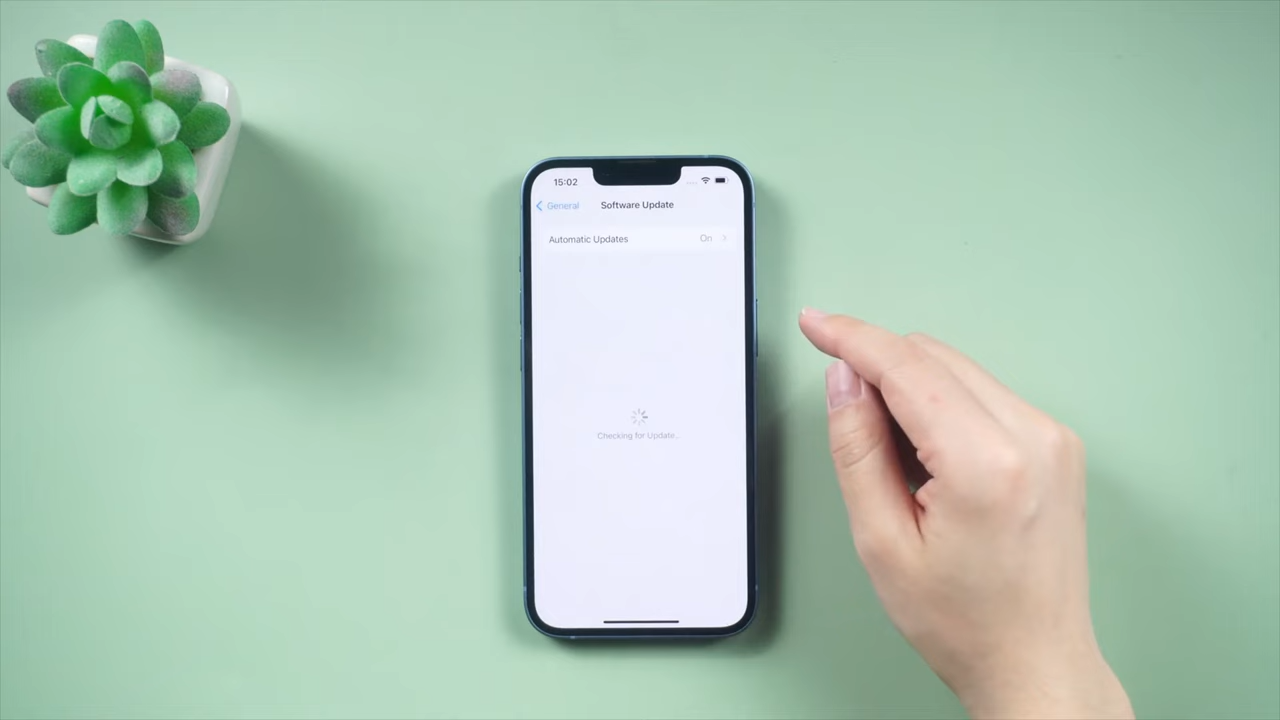 15:02
General Software Update
Automatic Updates On
Checking for Update..